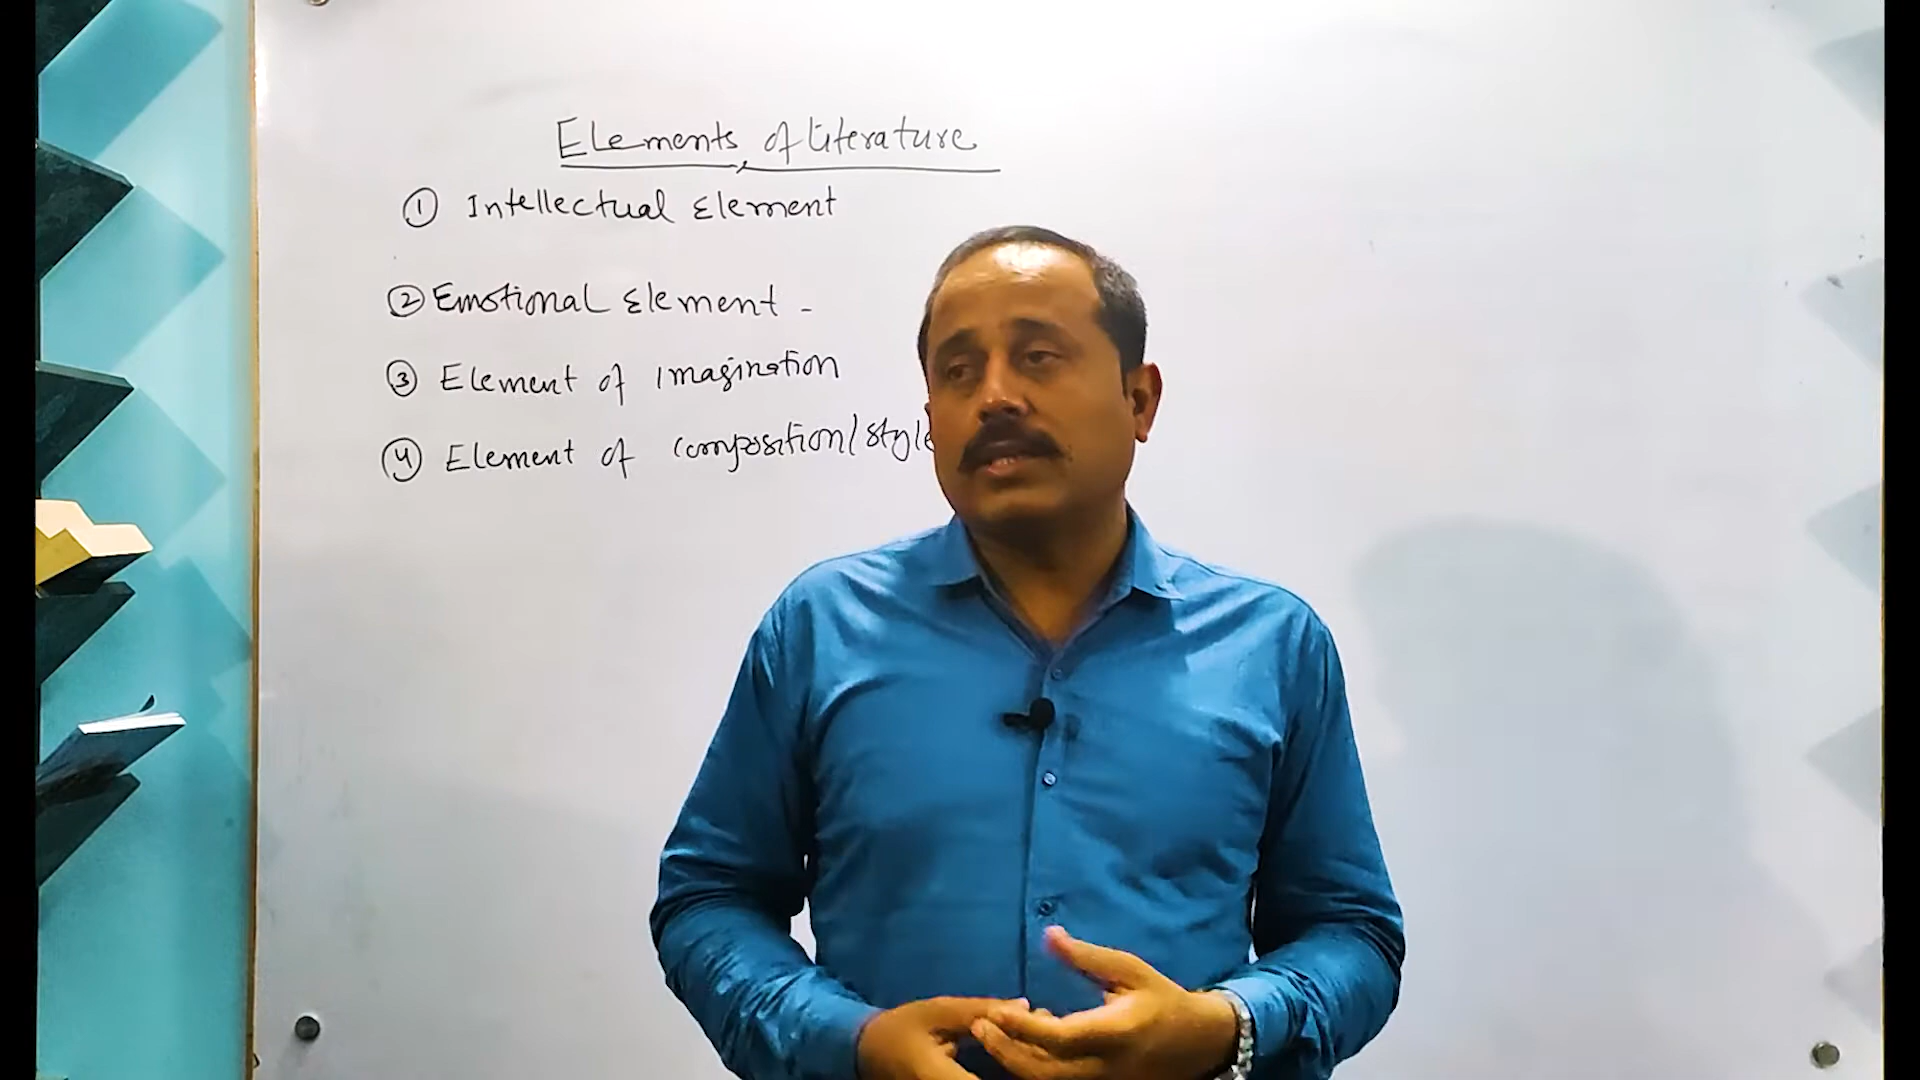 Elements of literature
① Intellectual Element
② Emotional Element -
③ Element of Imagination
④ Element of composition/style